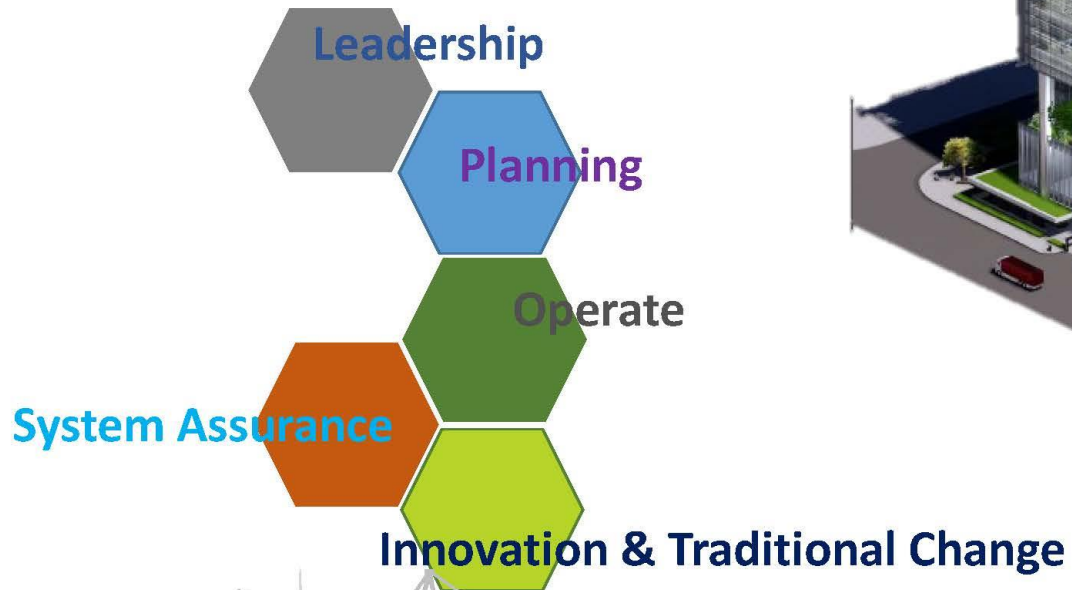 Leadership
Planning
Operate
System Assurance
Innovation & Traditional Change